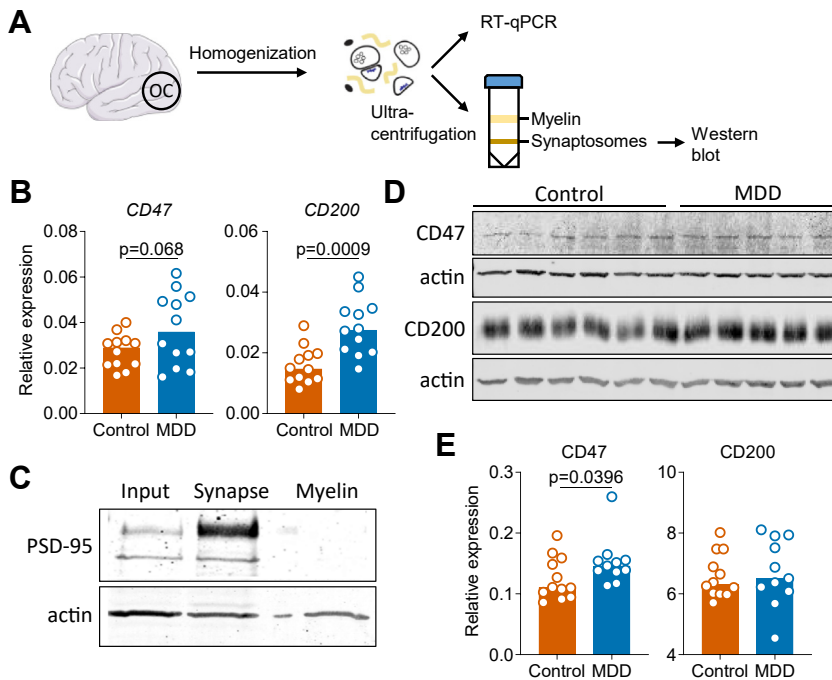 A
Homogenization
RT-qPCR
OC
Ultra-
centrifugation
Myelin
Synaptosomes
Western
blot
B
CD47
CD200
p=0.068
p=0.0009
Relative expression
0.08
0.06
0.04
0.02
0.00
0.06
0.04
0.02
0.00
Control MDD
Control MDD
C
Input Synapse Myelin
PSD-95
actin
D
Control MDD
CD47
actin
CD200
actin
E
CD47
CD200
p=0.0396
Relative expression
0.3
0.2
0.1
0.0
10
8
6
4
Control MDD
Control MDD